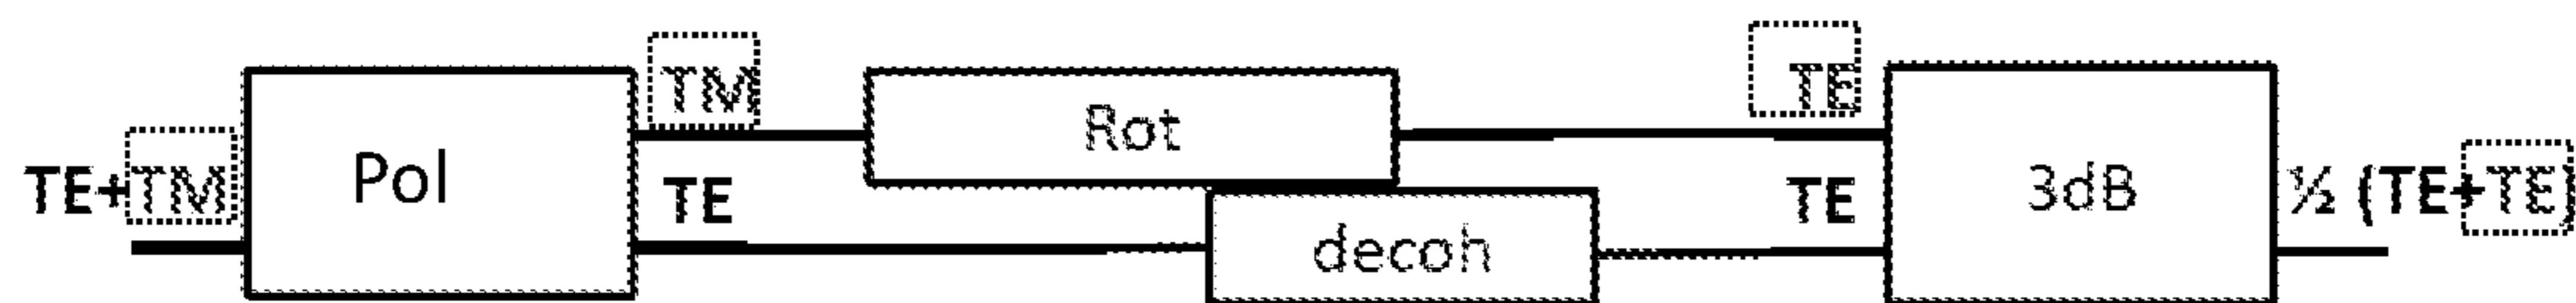 TE+TM
Pol
TM
TE
Rot
decoh
TE
TE
3dB
½ (TE+TE)